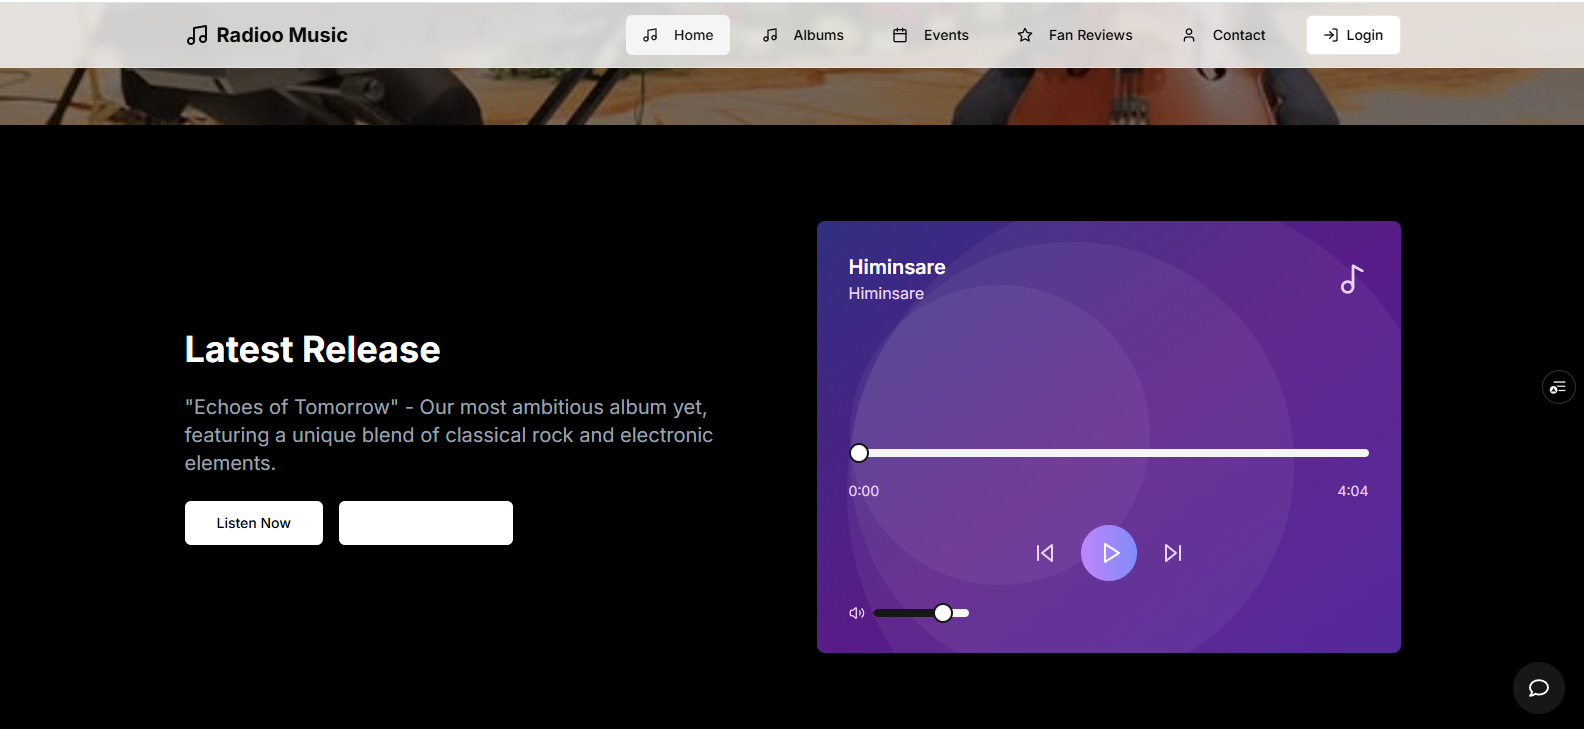 Radioo Music
Home
Albums
Events
Fan Reviews
Contact
Login
Latest Release
"Echoes of Tomorrow" - Our most ambitious album yet,
featuring a unique blend of classical rock and electronic
elements.
Listen Now
Himinsare
Himinsare
0:00
4:04